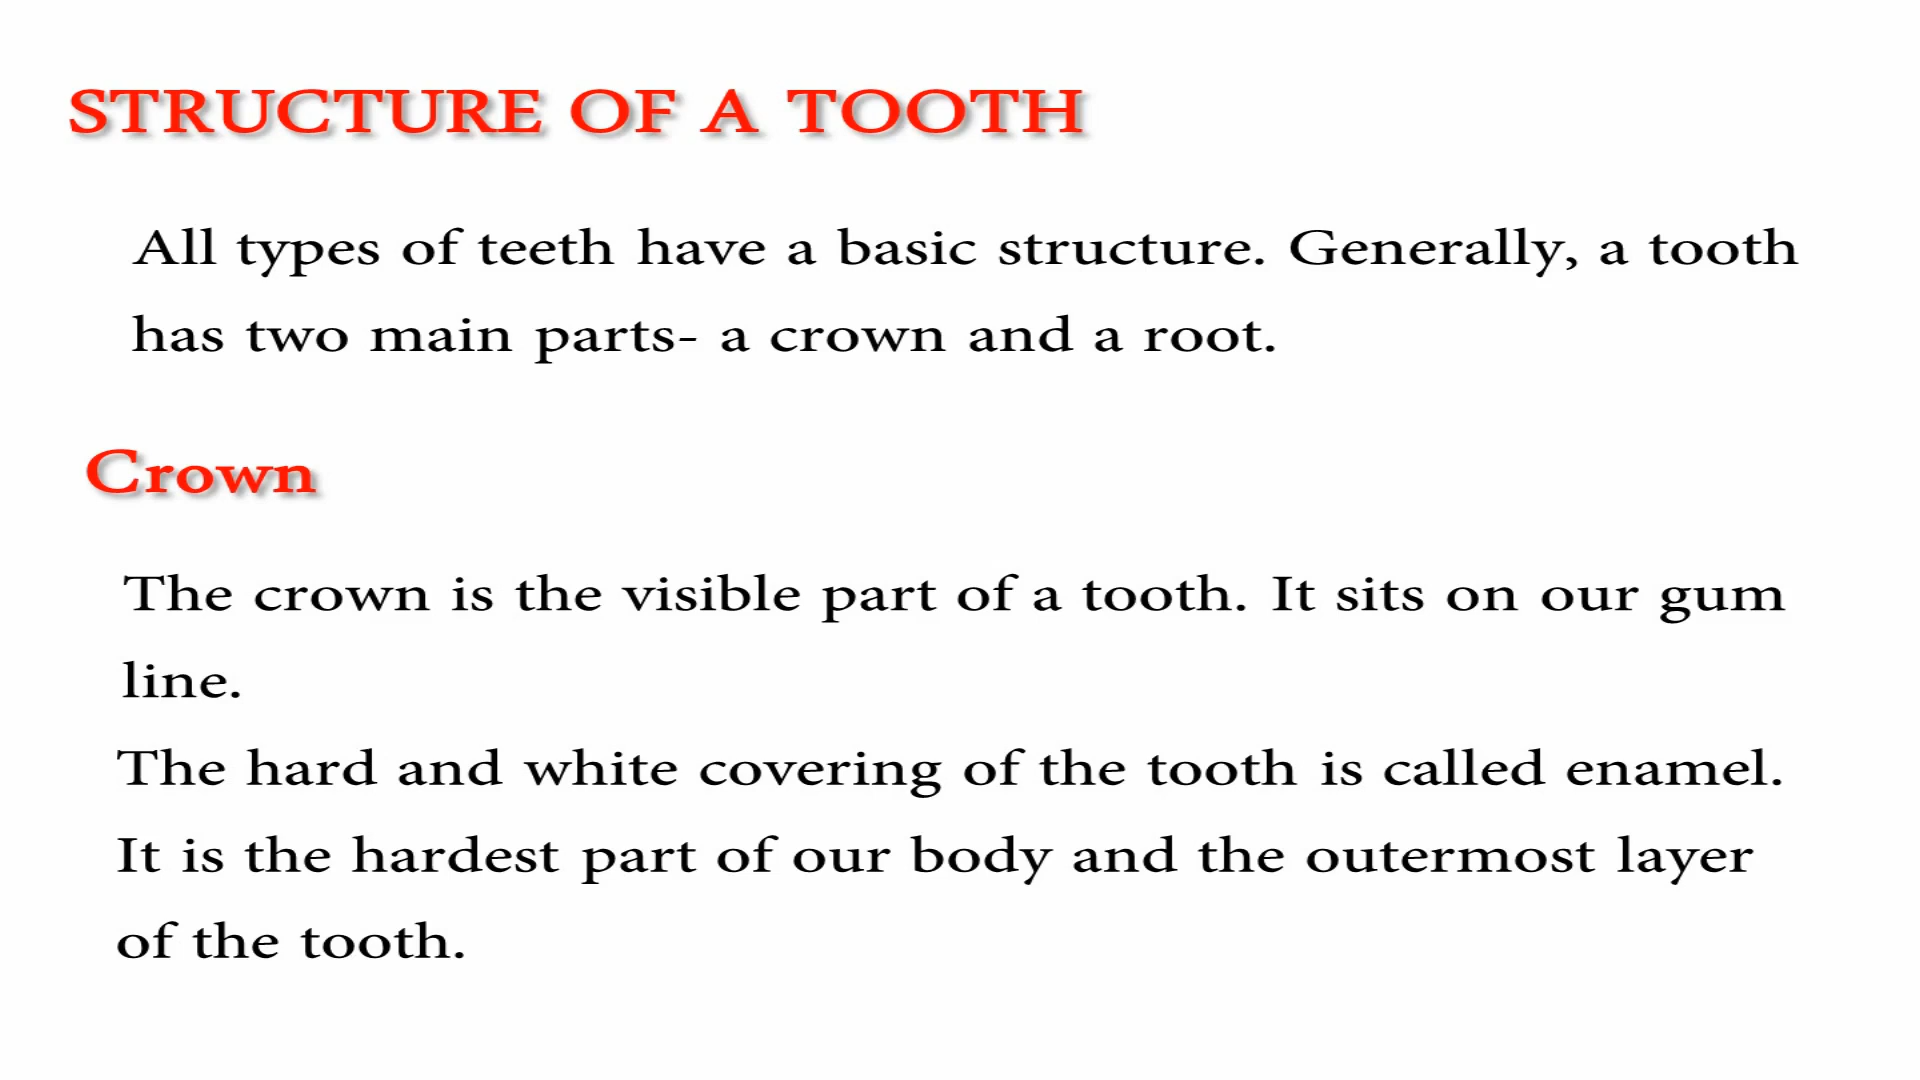 STRUCTURE OF A TOOTH
All types of teeth have a basic structure. Generally, a tooth
has two main parts- a crown and a root.
Crown
The crown is the visible part of a tooth. It sits on our gum
line.
The hard and white covering of the tooth is called enamel.
It is the hardest part of our body and the outermost layer
of the tooth.